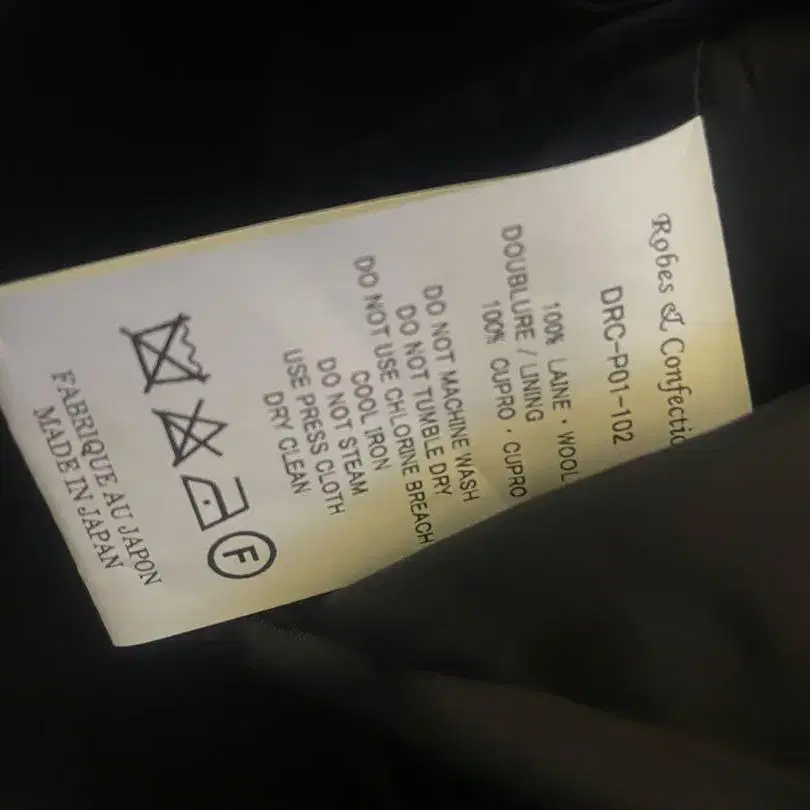 Robes & Confectio
DRC-P01-102
100% LAINE · WOOL
DOUBLURE / LINING
100% CUPRO · CUPRO
DO NOT MACHINE WASH
DO NOT TUMBLE DRY
DO NOT USE CHLORINE BREACH
COOL IRON
DO NOT STEAM
USE PRESS CLOTH
DRY CLEAN
F
FABRIQUE AU JAPON
MADE IN JAPAN